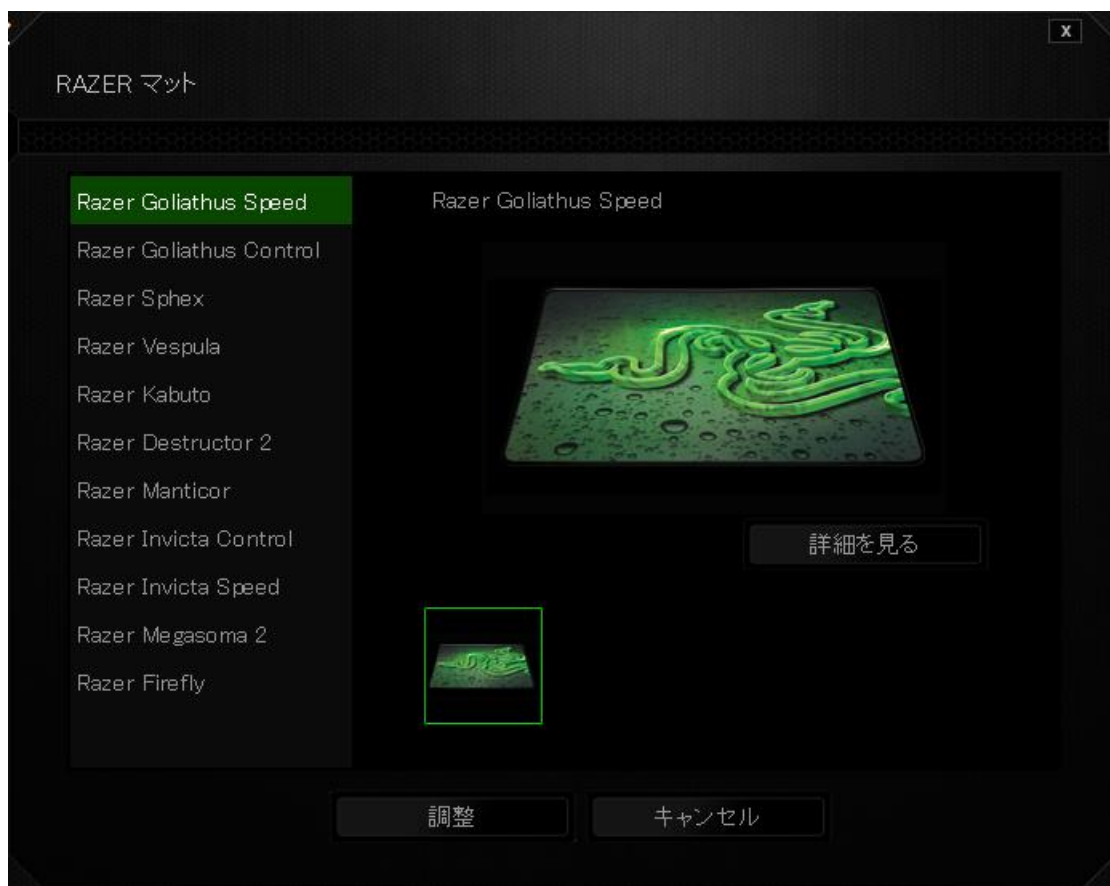 X
RAZER マット
Razer Goliathus Speed
Razer Goliathus Control
Razer Sphex
Razer Vespula
Razer Kabuto
Razer Destructor 2
Razer Manticor
Razer Invicta Control
Razer Invicta Speed
Razer Megasoma 2
Razer Firefly
Razer Goliathus Speed
詳細を見る
調整
キャンセル